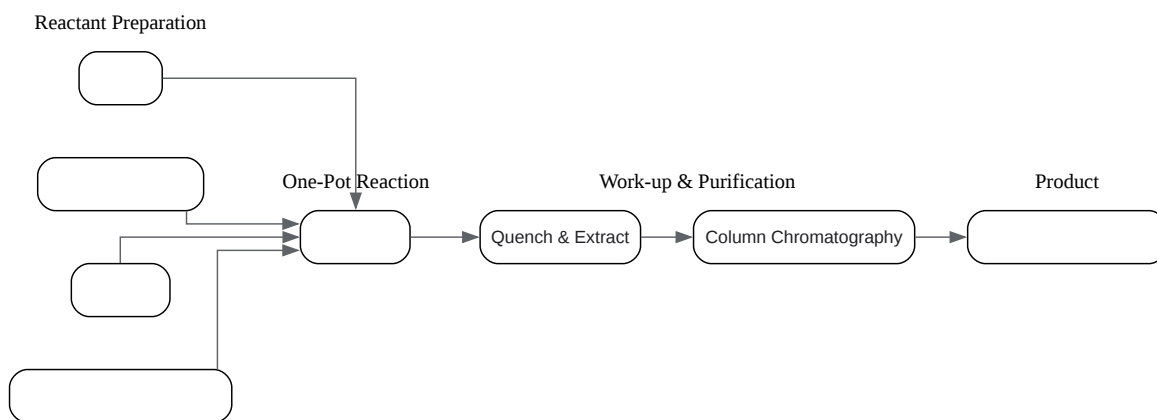 Reactant Preparation
One-Pot Reaction
Work-up & Purification
Product
Quench & Extract
Column Chromatography